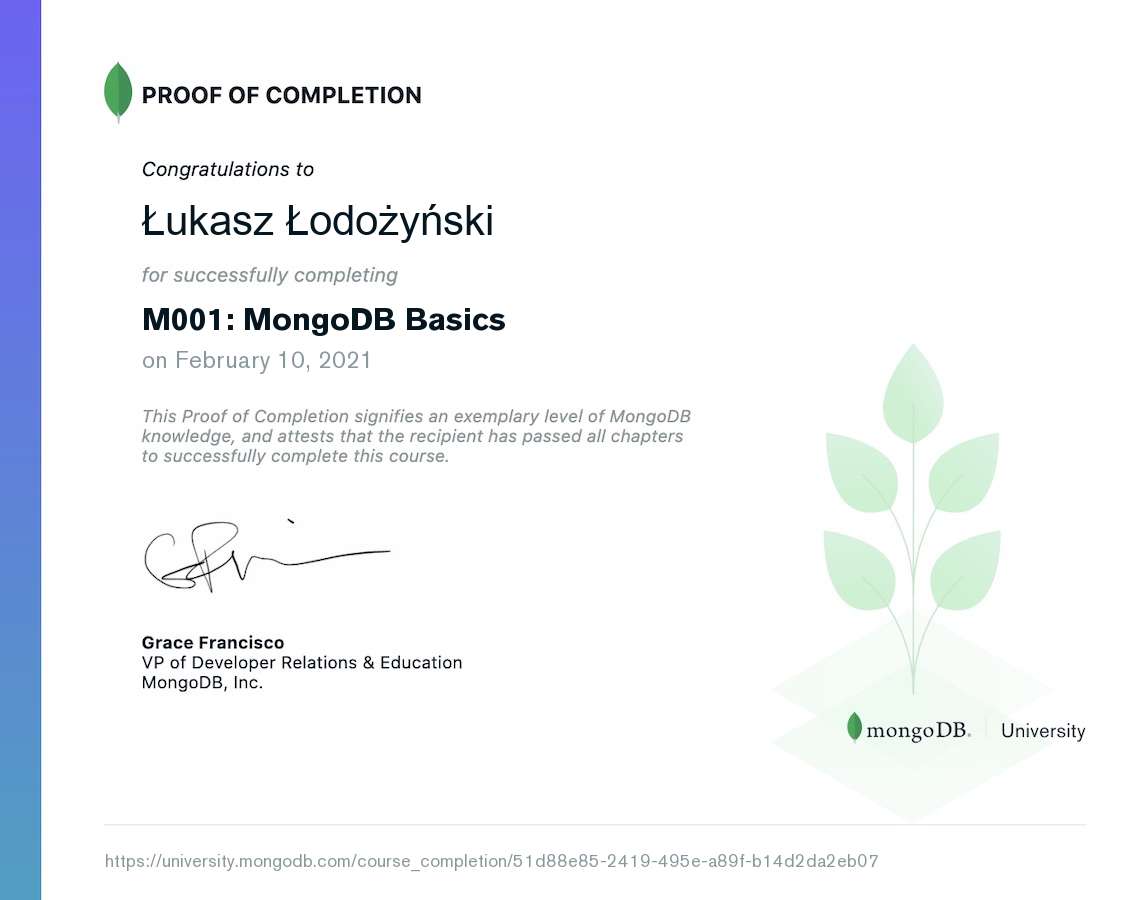 PROOF OF COMPLETION
Congratulations to
Łukasz Łodożyński
for successfully completing
M001: MongoDB Basics
on February 10, 2021
This Proof of Completion signifies an exemplary level of MongoDB
knowledge, and attests that the recipient has passed all chapters
to successfully complete this course.
Grace Francisco
VP of Developer Relations & Education
MongoDB, Inc.
mongoDB. University
https://university.mongodb.com/course_completion/51d88e85-2419-495e-a89f-b14d2da2eb07